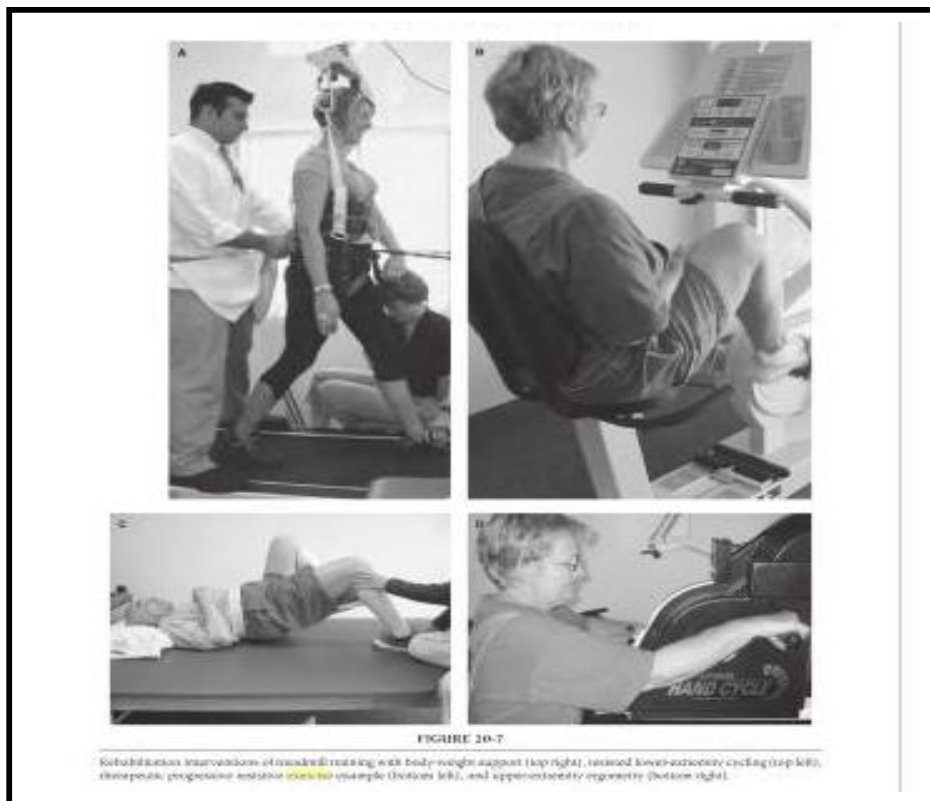 A
B
C
D
HAND CYCLE
FIGURE 20-7
Rehabilitation interventions of treadmill training with body-weight support (top right), resisted lower-extremity cycling (top left),
therapeutic progressive resistive exercise example (bottom left), and upper-extremity ergometry (bottom right).